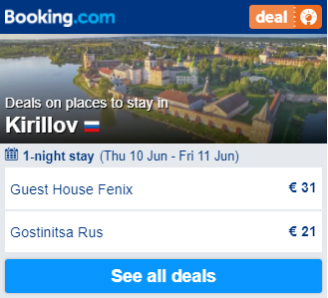 Booking.com
deal
Deals on places to stay in
Kirillov
1-night stay (Thu 10 Jun - Fri 11 Jun)
Guest House Fenix € 31
Gostinitsa Rus € 21
See all deals